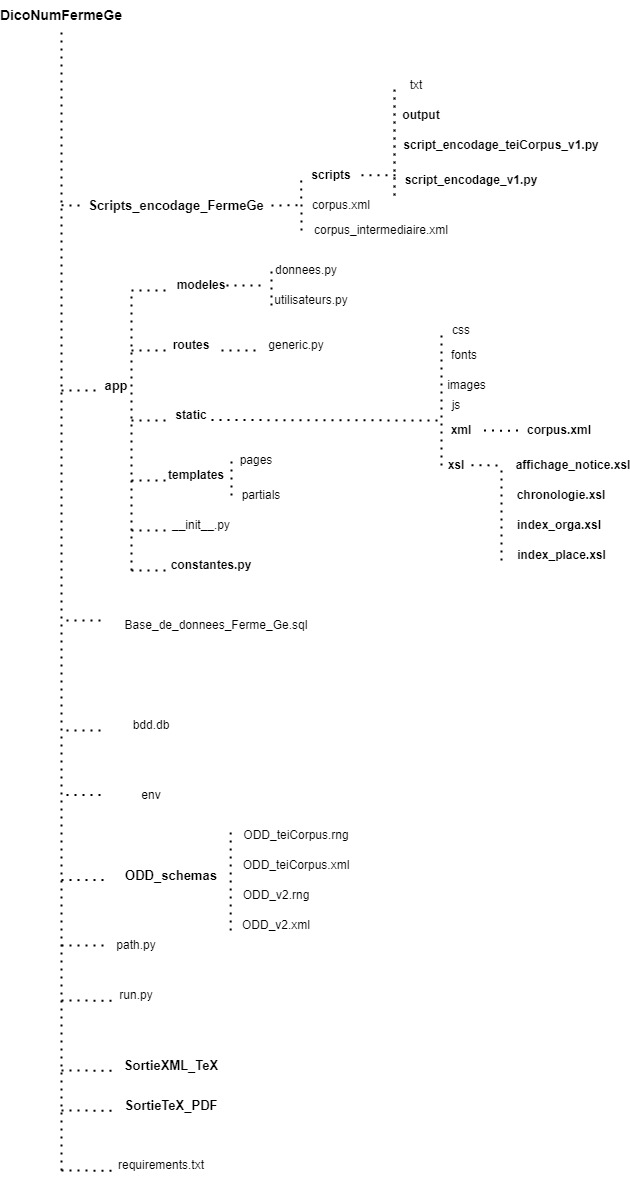 DicoNumFermeGe
txt
output
script_encodage_teiCorpus_v1.py
scripts
script_encodage_v1.py
Scripts_encodage_FermeGe
corpus.xml
corpus_intermediaire.xml
donnees.py
modeles
utilisateurs.py
routes
generic.py
css
fonts
images
app
js
static
xml
corpus.xml
pages
templates
xsl
affichage_notice.xsl
partials
chronologie.xsl
__init__.py
index_orga.xsl
constantes.py
index_place.xsl
Base_de_donnees_Ferme_Ge.sql
bdd.db
env
ODD_teiCorpus.rng
ODD_teiCorpus.xml
ODD_schemas
ODD_v2.rng
ODD_v2.xml
path.py
run.py
SortieXML_TeX
SortieTeX_PDF
requirements.txt